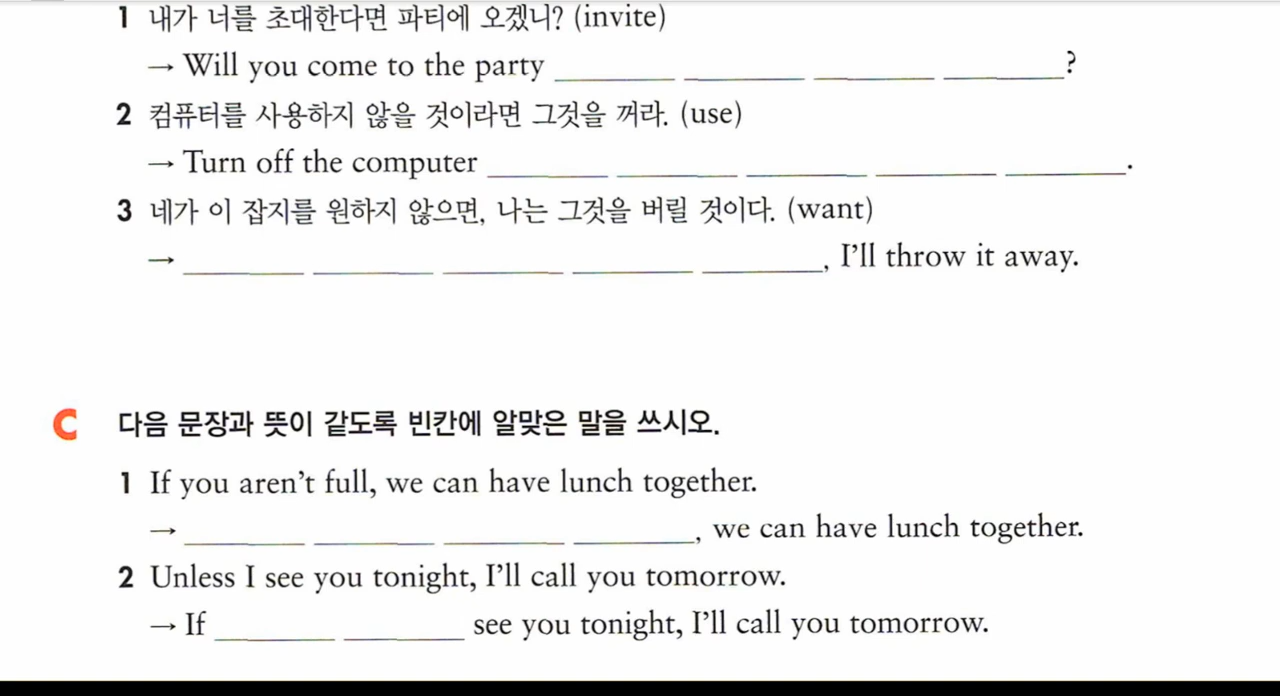 1 내가 너를 초대한다면 파티에 오겠니? (invite)
→ Will you come to the party ________ ________ ________ ________?
2 컴퓨터를 사용하지 않을 것이라면 그것을 꺼라. (use)
→ Turn off the computer ________ ________ ________ ________ ________.
3 네가 이 잡지를 원하지 않으면, 나는 그것을 버릴 것이다. (want)
→ ________ ________ ________ ________ ________, I'll throw it away.
C 다음 문장과 뜻이 같도록 빈칸에 알맞은 말을 쓰시오.
1 If you aren't full, we can have lunch together.
→ ________ ________ ________ ________, we can have lunch together.
2 Unless I see you tonight, I'll call you tomorrow.
→ If ________ ________ see you tonight, I'll call you tomorrow.